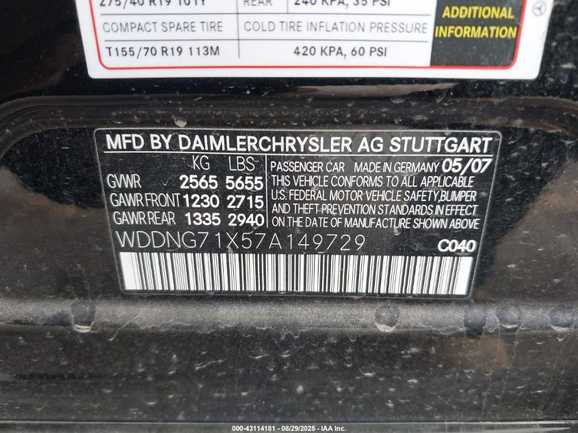 275/40 R19 101Y REAR 240 KPA, 35 PSI
COMPACT SPARE TIRE COLD TIRE INFLATION PRESSURE
T155/70 R19 113M 420 KPA, 60 PSI
ADDITIONAL
INFORMATION
MFD BY DAIMLERCHRYSLER AG STUTTGART
KG LBS
GVWR 2565 5655
GAWR FRONT 1230 2715
GAWR REAR 1335 2940
PASSENGER CAR MADE IN GERMANY 05/07
THIS VEHICLE CONFORMS TO ALL APPLICABLE
U.S. FEDERAL MOTOR VEHICLE SAFETY, BUMPER
AND THEFT PREVENTION STANDARDS IN EFFECT
ON THE DATE OF MANUFACTURE SHOWN ABOVE.
WDDNG71X57A149729 C040
000-43114181 - 08/29/2025 - IAA Inc.